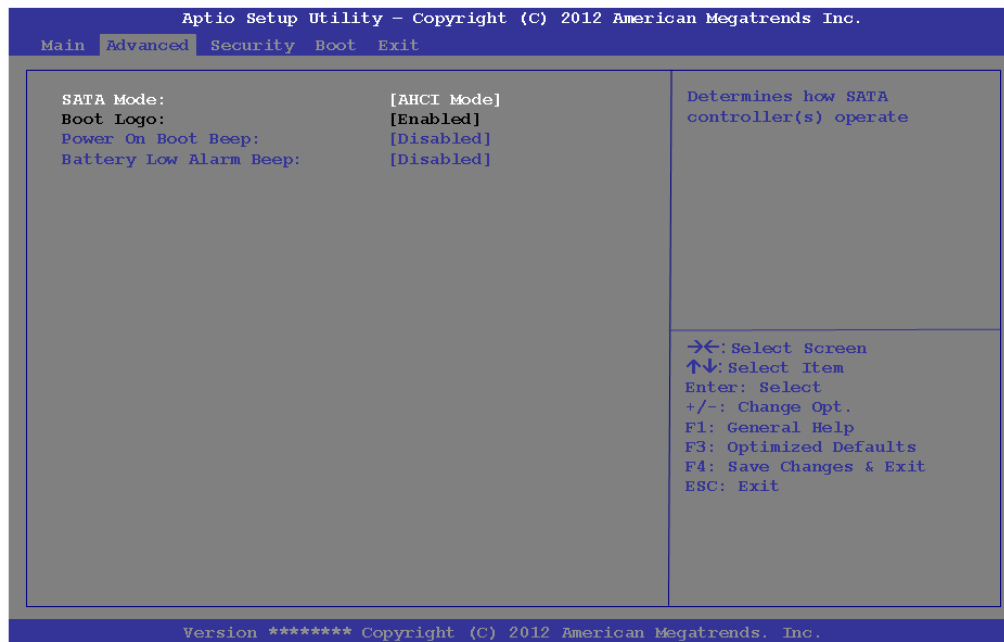 Aptio Setup Utility – Copyright (C) 2012 American Megatrends Inc.
Main Advanced Security Boot Exit
SATA Mode: [AHCI Mode]
Boot Logo: [Enabled]
Power On Boot Beep: [Disabled]
Battery Low Alarm Beep: [Disabled]
Determines how SATA
controller(s) operate
→←: Select Screen
↑↓: Select Item
Enter: Select
+/-: Change Opt.
F1: General Help
F3: Optimized Defaults
F4: Save Changes & Exit
ESC: Exit
Version ******** Copyright (C) 2012 American Megatrends. Inc.